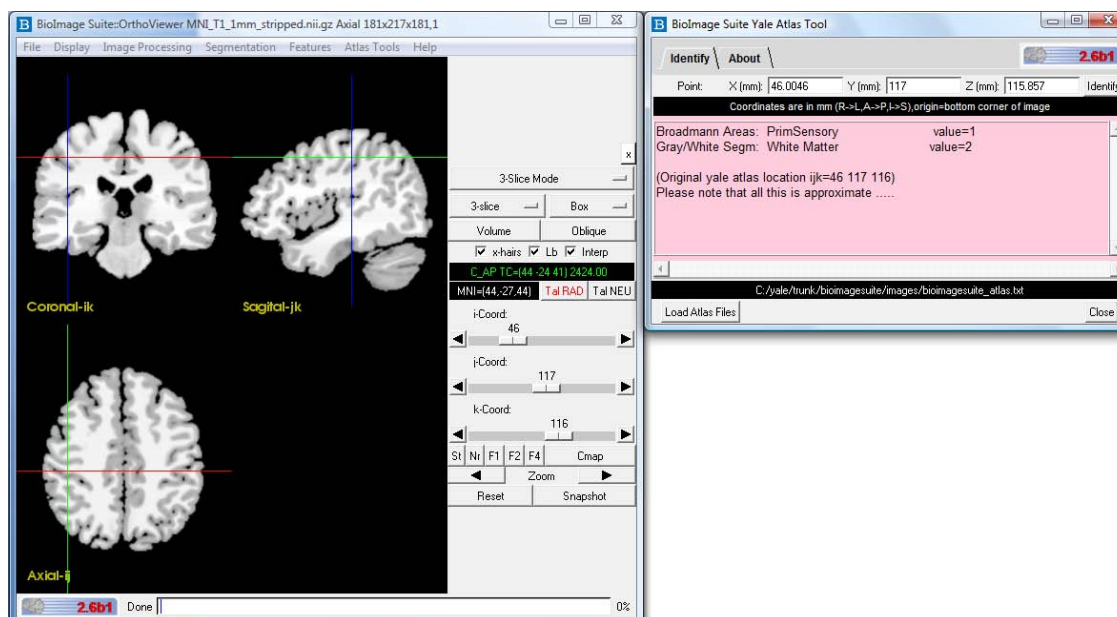 BioImage Suite::OrthoViewer MNI_T1_1mm_stripped.nii.gz Axial 181x217x181,1
File Display Image Processing Segmentation Features Atlas Tools Help
Coronal-ik
Sagital-jk
Axial-ij
x
3-Slice Mode
3-slice Box
Volume Oblique
x-hairs Lb Interp
C_AP TC=(44 -24 41) 2424.00
MNI=(44,-27,44) Tal RAD Tal NEU
i-Coord:
46
j-Coord:
117
k-Coord:
116
St Nr F1 F2 F4 Cmap
Zoom
Reset Snapshot
2.6b1 Done 0%
BioImage Suite Yale Atlas Tool
Identify About 2.6b1
Point: X (mm): 46.0046 Y (mm): 117 Z (mm): 115.857 Identify
Coordinates are in mm (R->L,A->P,I->S),origin=bottom corner of image
Broadmann Areas: PrimSensory value=1
Gray/White Segm: White Matter value=2
(Original yale atlas location ijk=46 117 116)
Please note that all this is approximate .....
C:/yale/trunk/bioimagesuite/images/bioimagesuite_atlas.txt
Load Atlas Files Close